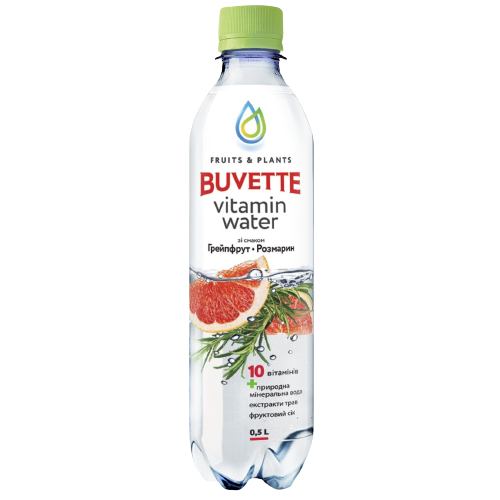 FRUITS & PLANTS
BUVETTE
vitamin
water
зі смаком
Грейпфрут • Розмарин
10 вітамінів
+ природна
мінеральна вода
екстракти трав
фруктовий сік
0,5 L